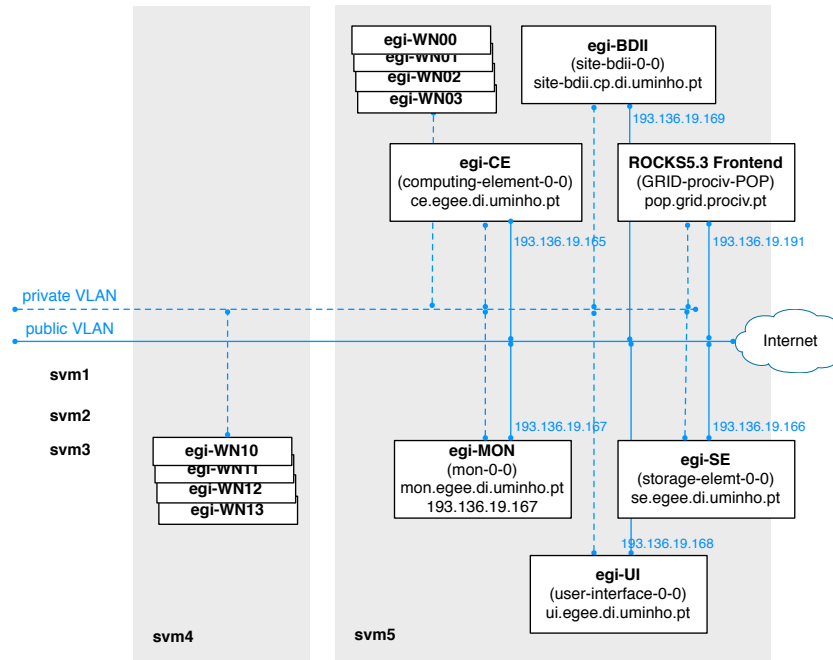 egi-WN00
egi-WN01
egi-WN02
egi-WN03
egi-BDII
(site-bdii-0-0)
site-bdii.cp.di.uminho.pt
193.136.19.169
egi-CE
(computing-element-0-0)
ce.egee.di.uminho.pt
193.136.19.165
ROCKS5.3 Frontend
(GRID-prociv-POP)
pop.grid.prociv.pt
193.136.19.191
private VLAN
public VLAN
Internet
svm1
svm2
svm3
egi-WN10
egi-WN11
egi-WN12
egi-WN13
193.136.19.167
egi-MON
(mon-0-0)
mon.egee.di.uminho.pt
193.136.19.167
193.136.19.166
egi-SE
(storage-elemt-0-0)
se.egee.di.uminho.pt
193.136.19.168
egi-UI
(user-interface-0-0)
ui.egee.di.uminho.pt
svm4
svm5